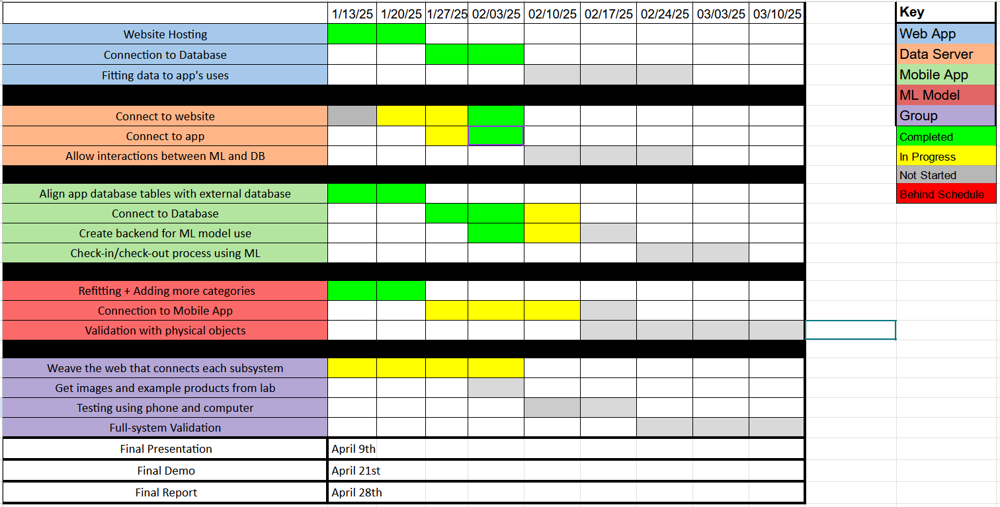 1/13/25 1/20/25 1/27/25 02/03/25 02/10/25 02/17/25 02/24/25 03/03/25 03/10/25
Website Hosting
Connection to Database
Fitting data to app's uses
Connect to website
Connect to app
Allow interactions between ML and DB
Align app database tables with external database
Connect to Database
Create backend for ML model use
Check-in/check-out process using ML
Refitting + Adding more categories
Connection to Mobile App
Validation with physical objects
Weave the web that connects each subsystem
Get images and example products from lab
Testing using phone and computer
Full-system Validation
Final Presentation April 9th
Final Demo April 21st
Final Report April 28th
Key
Web App
Data Server
Mobile App
ML Model
Group
Completed
In Progress
Not Started
Behind Schedule